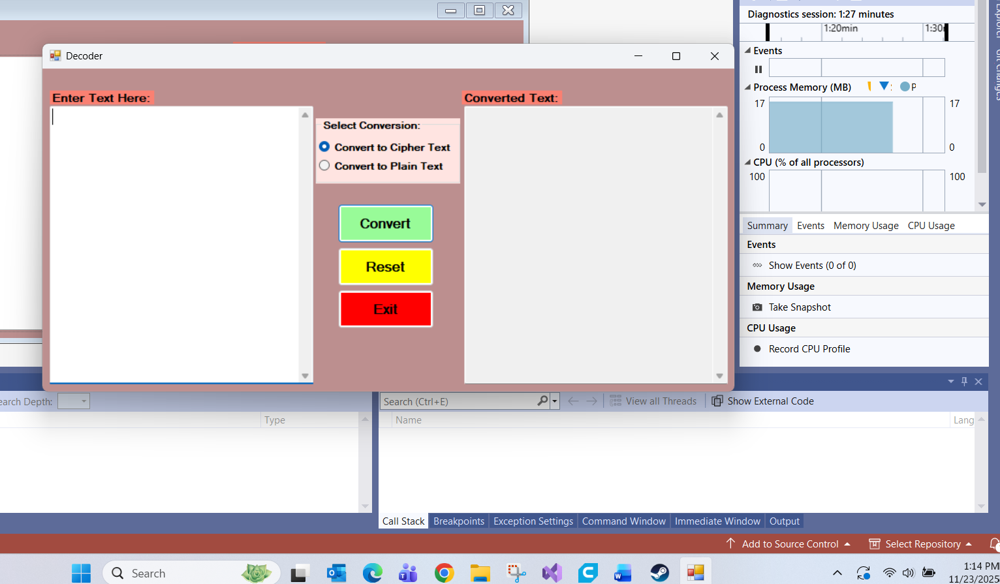 Decoder
Enter Text Here:
Select Conversion:
Convert to Cipher Text
Convert to Plain Text
Convert
Reset
Exit
Converted Text:
Diagnostics session: 1:27 minutes
1:20min
1:30
Events
Process Memory (MB)
P
17
17
0
0
CPU (% of all processors)
100
100
Summary
Events
Memory Usage
CPU Usage
Events
Show Events (0 of 0)
Memory Usage
Take Snapshot
CPU Usage
Record CPU Profile
Explorer
Git Changes
earch Depth:
Type
Search (Ctrl+E)
View all Threads
Show External Code
Name
Lang
Call Stack
Breakpoints
Exception Settings
Command Window
Immediate Window
Output
Add to Source Control
Select Repository
Search
1:14 PM
11/23/2025